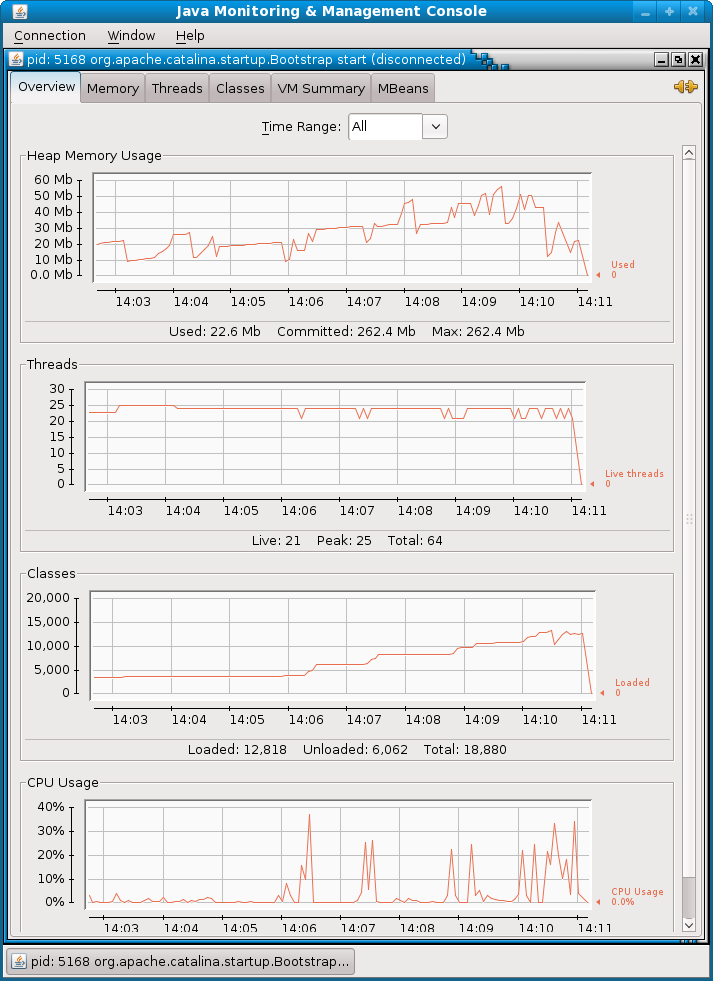 Java Monitoring & Management Console
Connection Window Help
pid: 5168 org.apache.catalina.startup.Bootstrap start (disconnected)
Overview Memory Threads Classes VM Summary MBeans
Time Range: All
Heap Memory Usage
60 Mb
50 Mb
40 Mb
30 Mb
20 Mb
10 Mb
0.0 Mb
Used
0
14:03 14:04 14:05 14:06 14:07 14:08 14:09 14:10 14:11
Used: 22.6 Mb Committed: 262.4 Mb Max: 262.4 Mb
Threads
30
25
20
15
10
5
0
Live threads
0
14:03 14:04 14:05 14:06 14:07 14:08 14:09 14:10 14:11
Live: 21 Peak: 25 Total: 64
Classes
20,000
15,000
10,000
5,000
0
Loaded
0
14:03 14:04 14:05 14:06 14:07 14:08 14:09 14:10 14:11
Loaded: 12,818 Unloaded: 6,062 Total: 18,880
CPU Usage
40%
30%
20%
10%
0%
CPU Usage
0.0%
14:03 14:04 14:05 14:06 14:07 14:08 14:09 14:10 14:11
pid: 5168 org.apache.catalina.startup.Bootstrap...